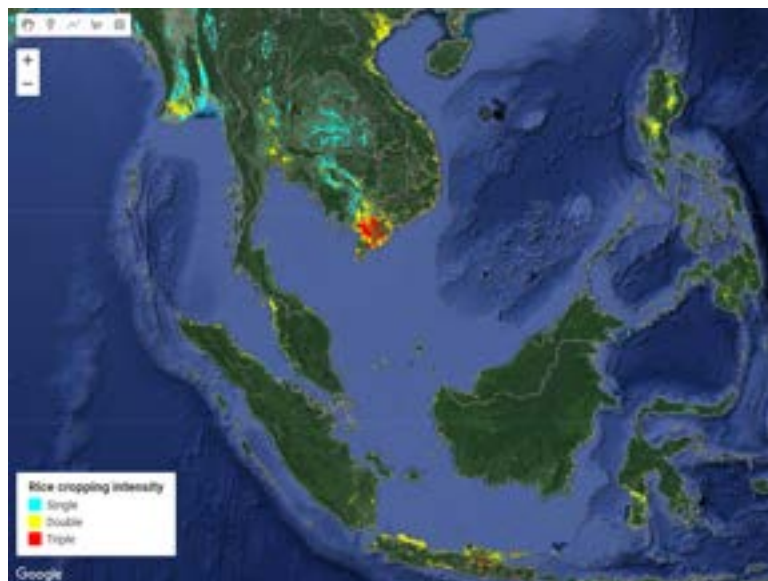 +
−
Rice cropping intensity
Single
Double
Triple
Google